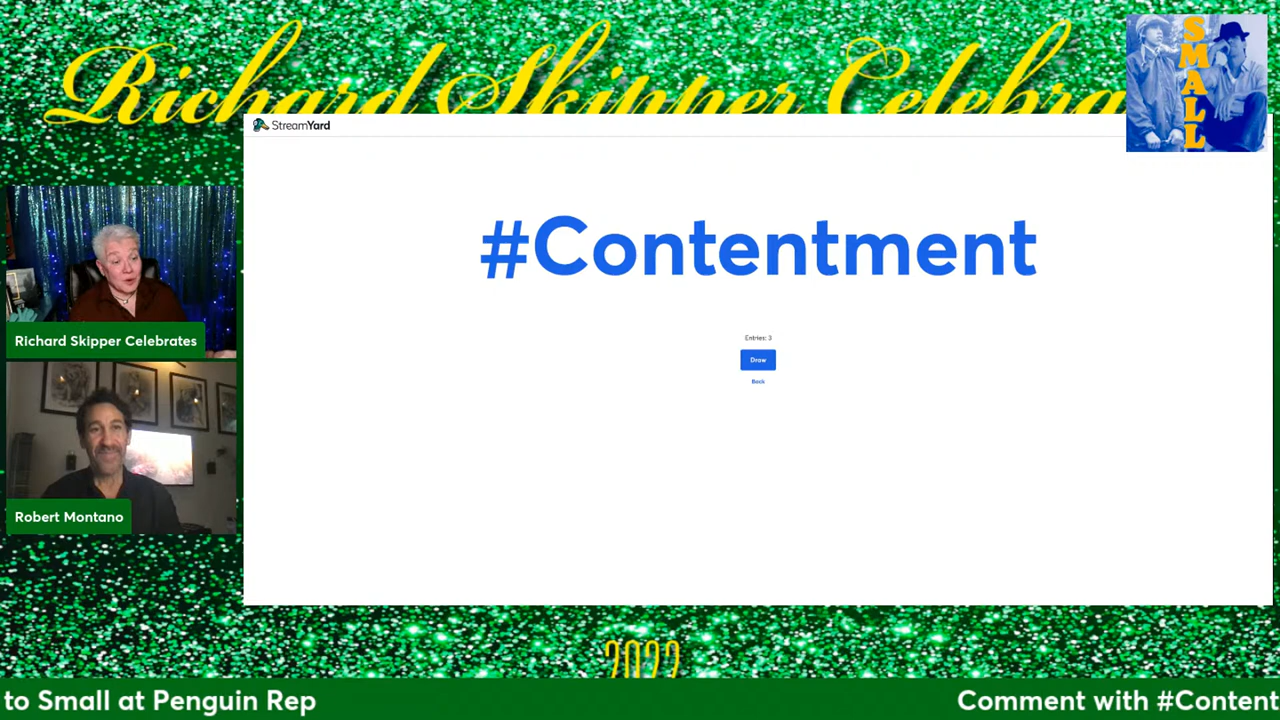 Richard Skipper Celebra
SMALL
StreamYard
#Contentment
Entries: 3
Draw
Back
Richard Skipper Celebrates
Robert Montano
2022
to Small at Penguin Rep
Comment with #Content